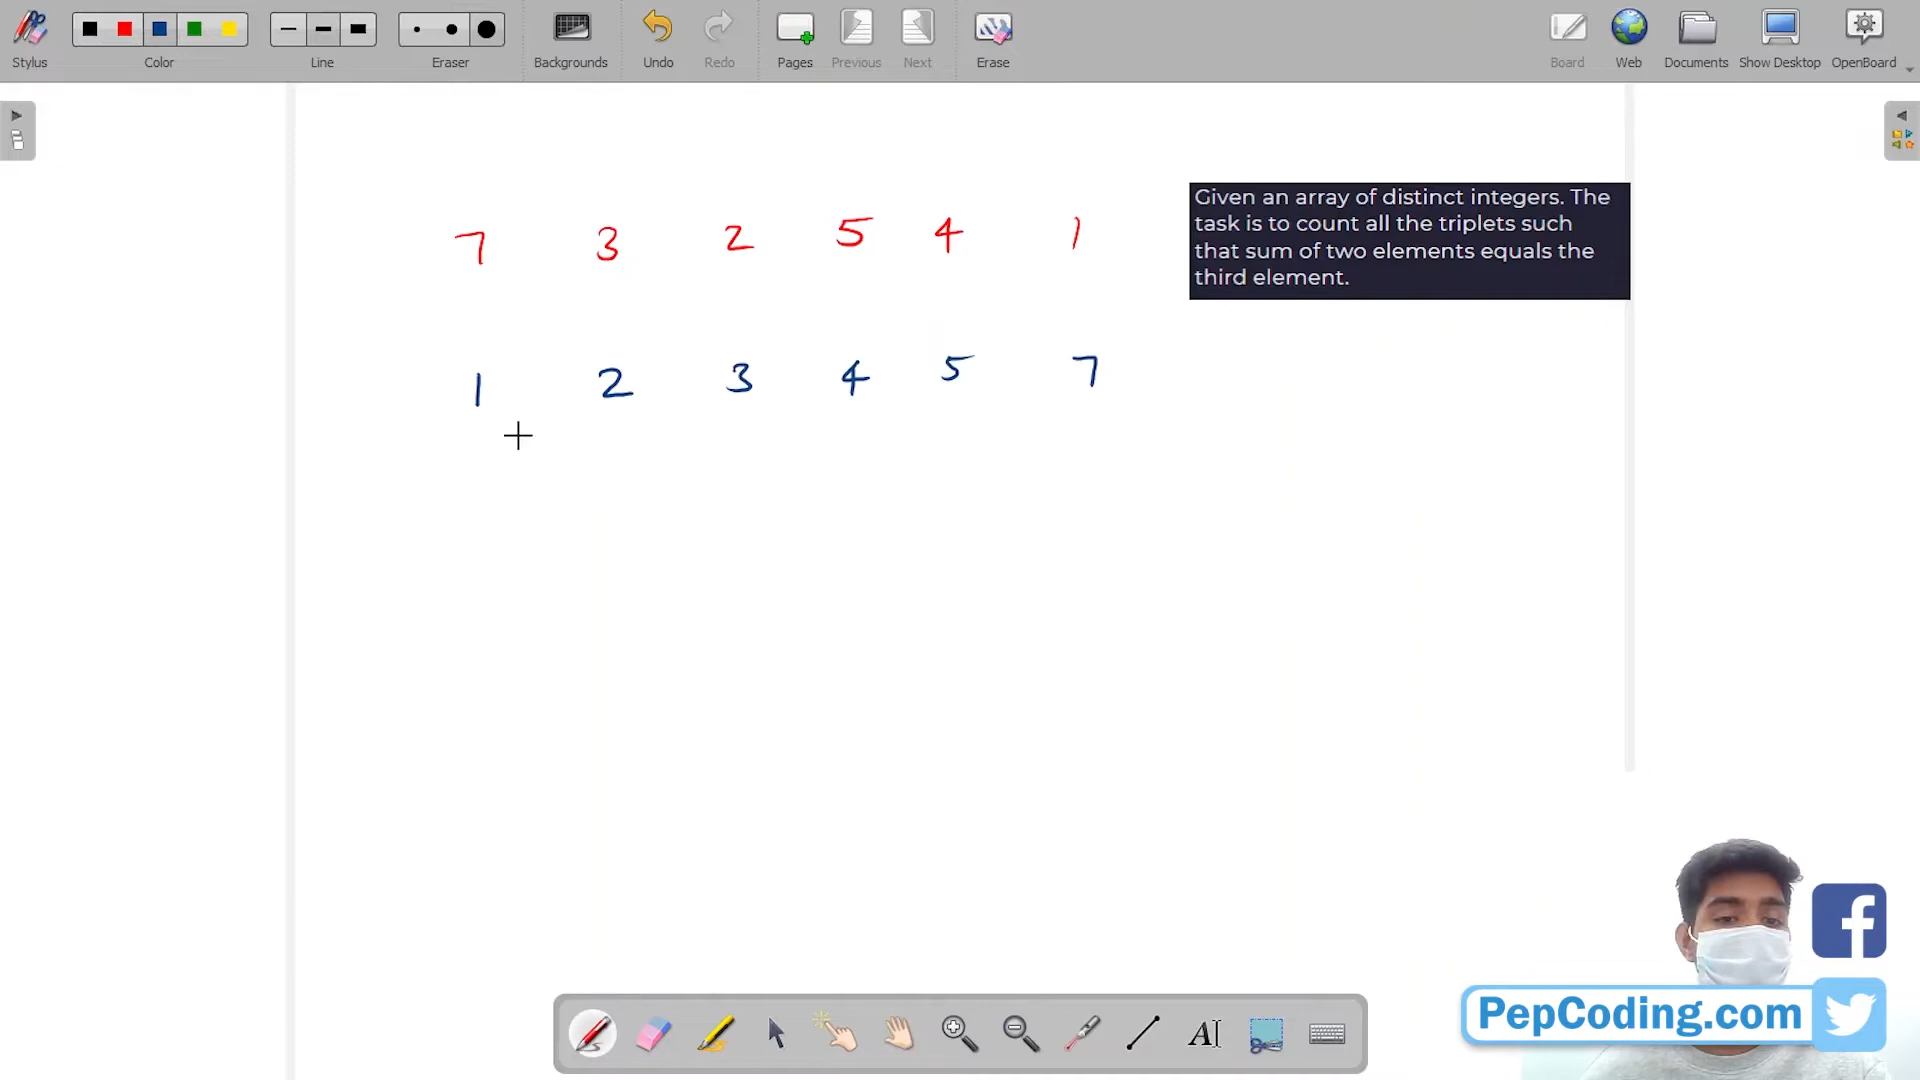 Stylus Color Line Eraser Backgrounds Undo Redo Pages Previous Next Erase Board Web Documents Show Desktop OpenBoard
7 3 2 5 4 1
Given an array of distinct integers. The
task is to count all the triplets such
that sum of two elements equals the
third element.
1 2 3 4 5 7
PepCoding.com